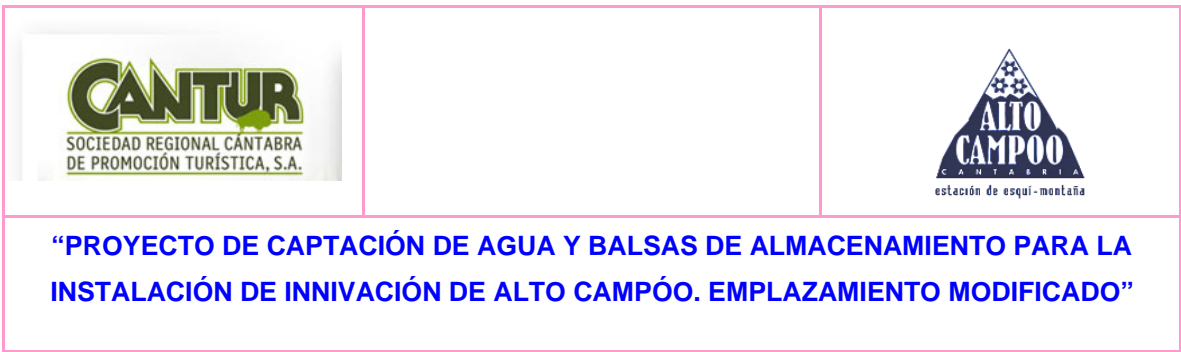 CANTUR
SOCIEDAD REGIONAL CÁNTABRA
DE PROMOCIÓN TURÍSTICA, S.A.
ALTO
CAMPOO
CANTABRIA
estación de esquí-montaña
“PROYECTO DE CAPTACIÓN DE AGUA Y BALSAS DE ALMACENAMIENTO PARA LA
INSTALACIÓN DE INNIVACIÓN DE ALTO CAMPÓO. EMPLAZAMIENTO MODIFICADO”